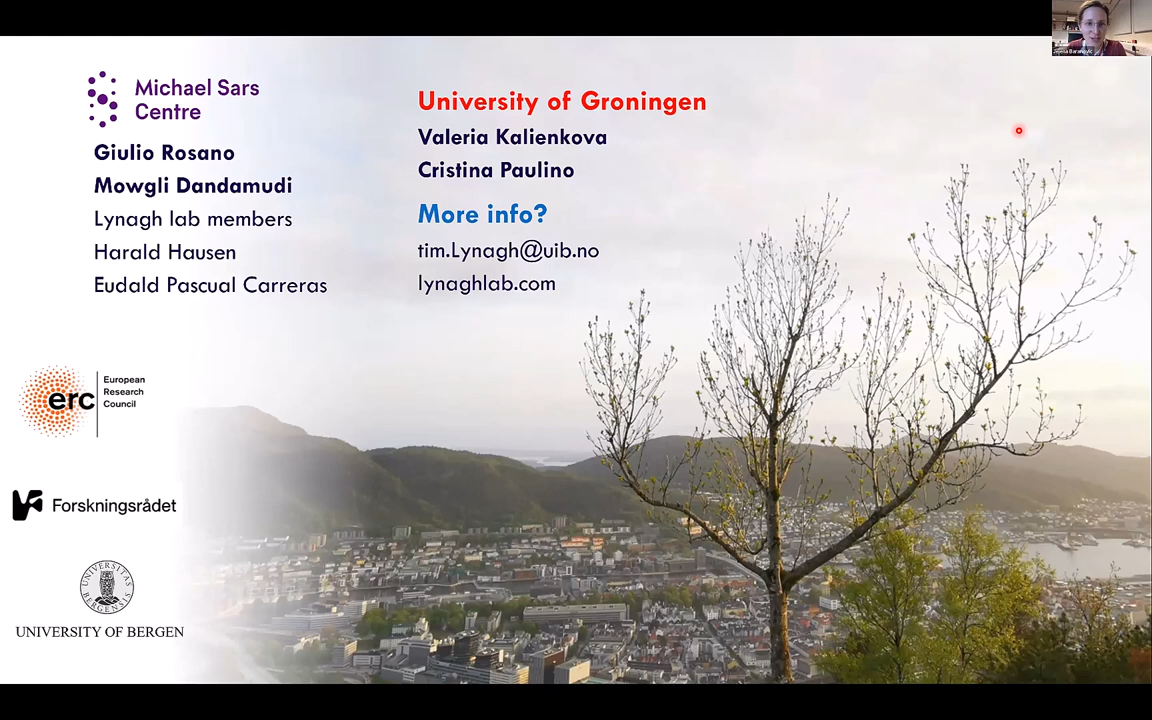 Michael Sars
Centre
Giulio Rosano
Mowgli Dandamudi
Lynagh lab members
Harald Hausen
Eudald Pascual Carreras
University of Groningen
Valeria Kalienkova
Cristina Paulino
More info?
tim.Lynagh@uib.no
lynaghlab.com
erc
European
Research
Council
Forskningsrådet
UNIVERSITY OF BERGEN